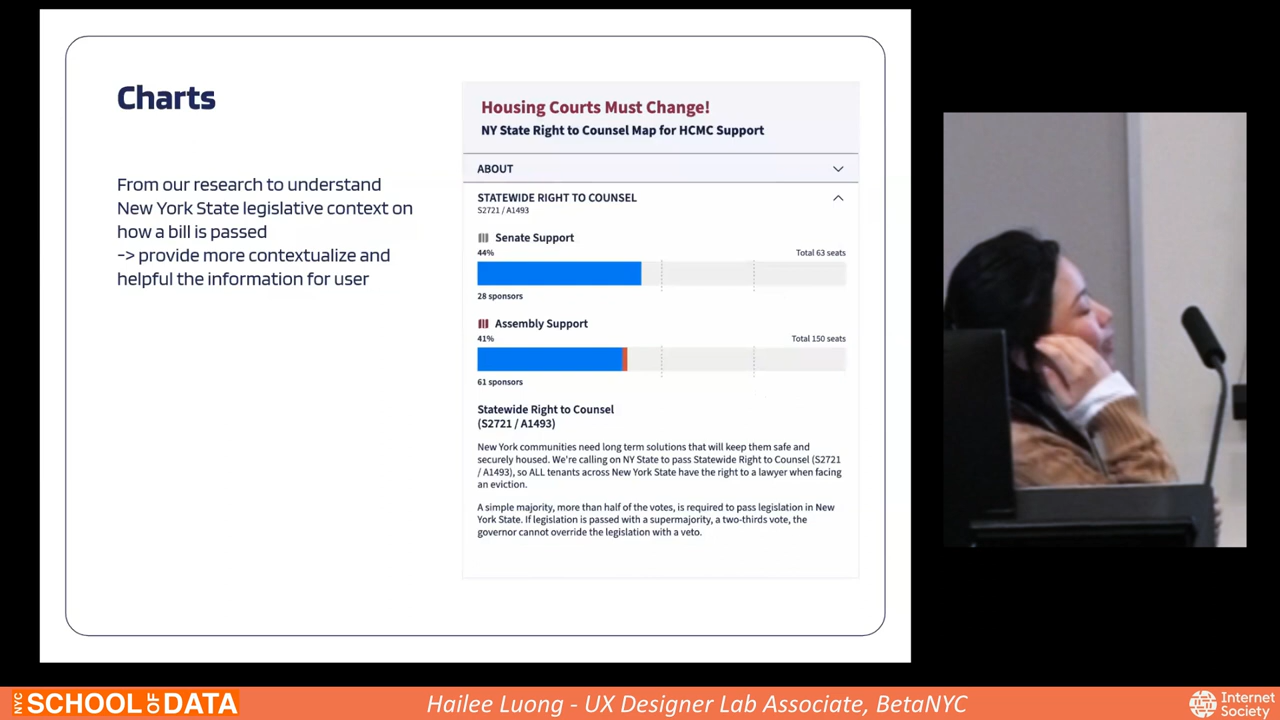 Charts
From our research to understand
New York State legislative context on
how a bill is passed
-> provide more contextualize and
helpful the information for user
Housing Courts Must Change!
NY State Right to Counsel Map for HCMC Support
ABOUT
STATEWIDE RIGHT TO COUNSEL
S2721 / A1493
Senate Support
44%
Total 63 seats
28 sponsors
Assembly Support
41%
Total 150 seats
61 sponsors
Statewide Right to Counsel
(S2721 / A1493)
New York communities need long term solutions that will keep them safe and
securely housed. We're calling on NY State to pass Statewide Right to Counsel (S2721
/ A1493), so ALL tenants across New York State have the right to a lawyer when facing
an eviction.
A simple majority, more than half of the votes, is required to pass legislation in New
York State. If legislation is passed with a supermajority, a two-thirds vote, the
governor cannot override the legislation with a veto.
NYC SCHOOL OF DATA
Hailee Luong - UX Designer Lab Associate, BetaNYC
Internet
Society